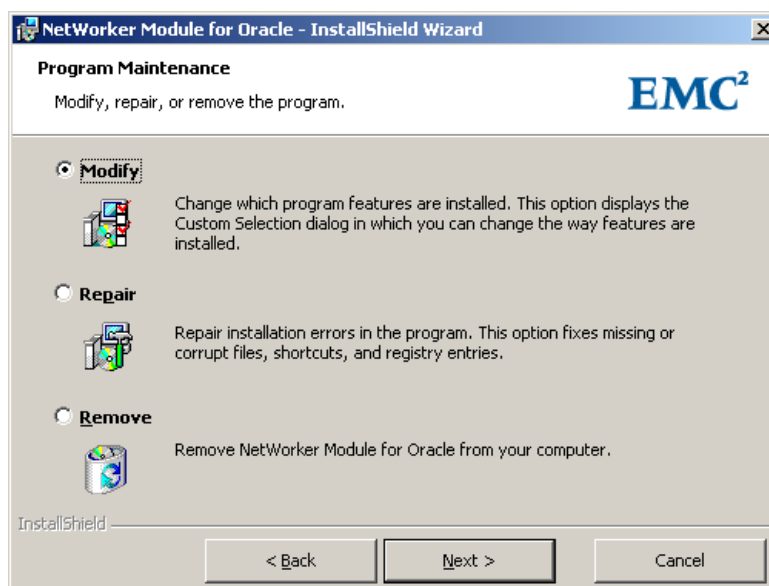 NetWorker Module for Oracle - InstallShield Wizard
Program Maintenance
Modify, repair, or remove the program.
EMC²
Modify
Change which program features are installed. This option displays the
Custom Selection dialog in which you can change the way features are
installed.
Repair
Repair installation errors in the program. This option fixes missing or
corrupt files, shortcuts, and registry entries.
Remove
Remove NetWorker Module for Oracle from your computer.
InstallShield
< Back
Next >
Cancel